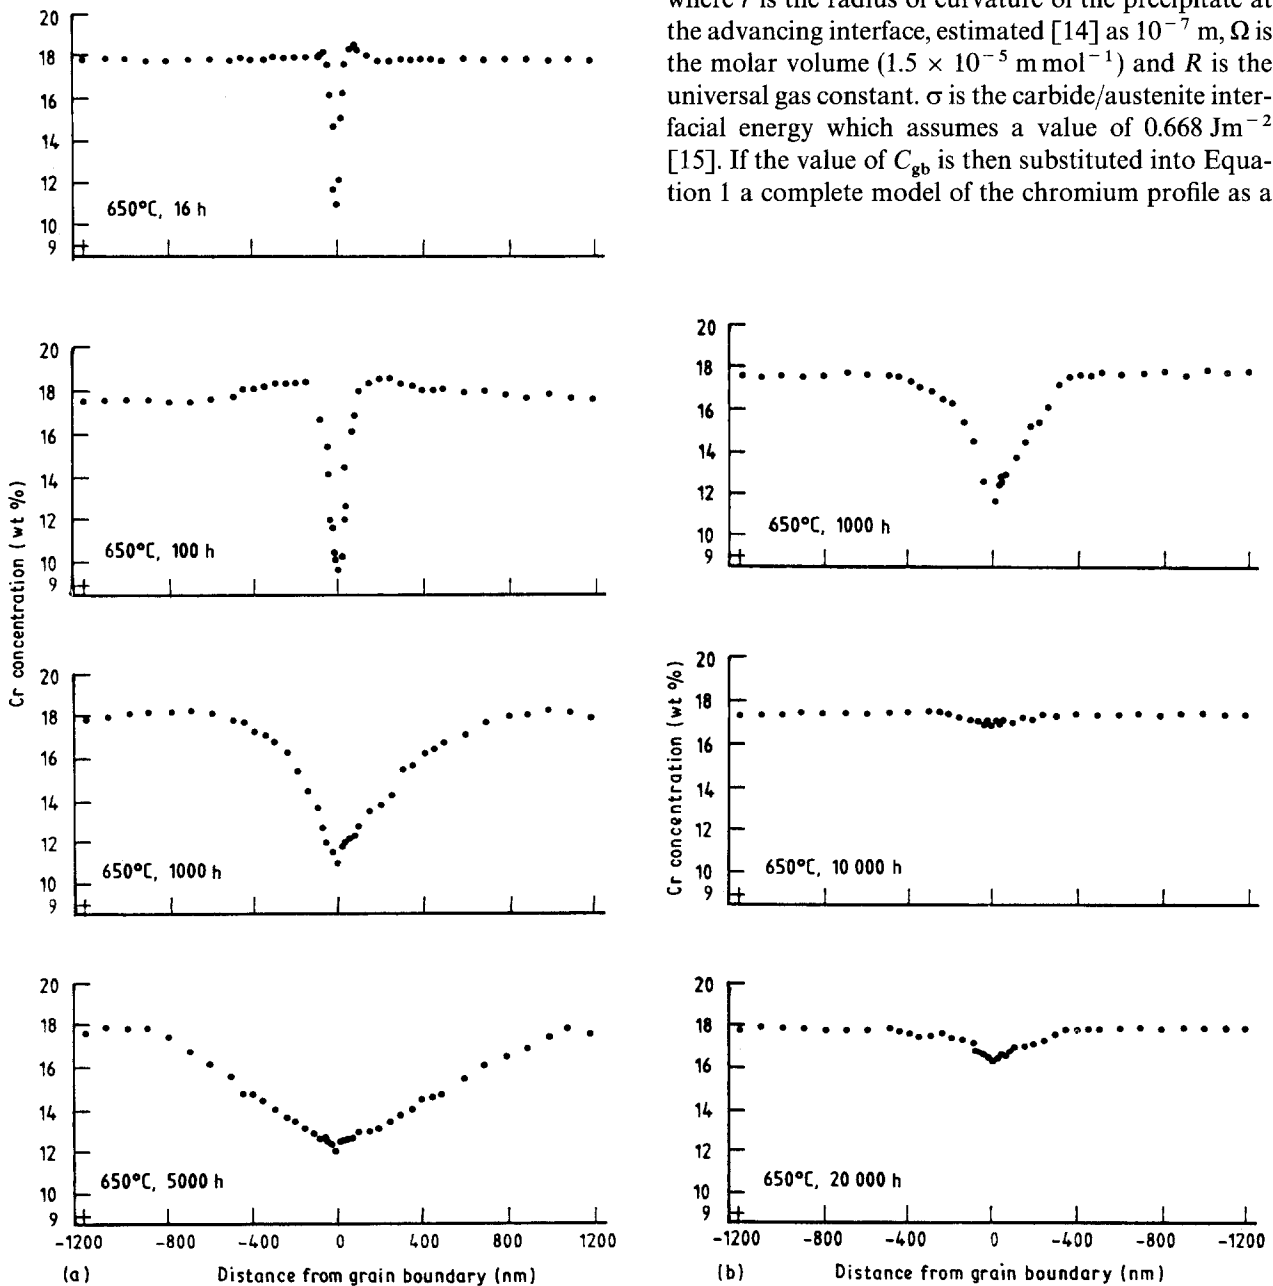 where r is the radius of curvature of the precipitate at
the advancing interface, estimated [14] as 10⁻⁷ m, Ω is
the molar volume (1.5 × 10⁻⁵ m mol⁻¹) and R is the
universal gas constant. σ is the carbide/austenite inter-
facial energy which assumes a value of 0.668 Jm⁻²
[15]. If the value of C_gb is then substituted into Equa-
tion 1 a complete model of the chromium profile as a
Cr concentration (wt %)
20
18
16
14
12
10
9
650°C, 16 h
20
18
16
14
12
10
9
650°C, 100 h
20
18
16
14
12
10
9
650°C, 1000 h
20
18
16
14
12
10
9
650°C, 5000 h
-1200 -800 -400 0 400 800 1200
(a) Distance from grain boundary (nm)
Cr concentration (wt %)
20
18
16
14
12
10
9
650°C, 1000 h
20
18
16
14
12
10
9
650°C, 10 000 h
20
18
16
14
12
10
9
650°C, 20 000 h
-1200 -800 -400 0 -400 -800 -1200
(b) Distance from grain boundary (nm)